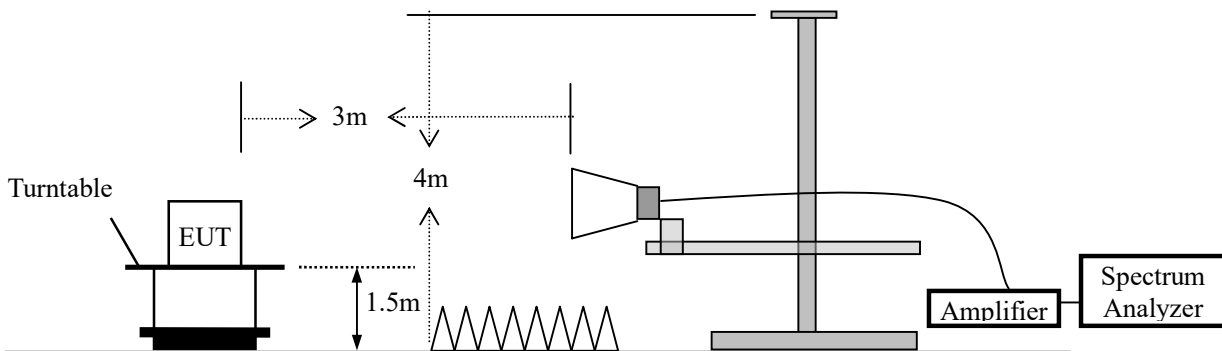 3m
4m
Turntable
EUT
1.5m
Amplifier
Spectrum
Analyzer